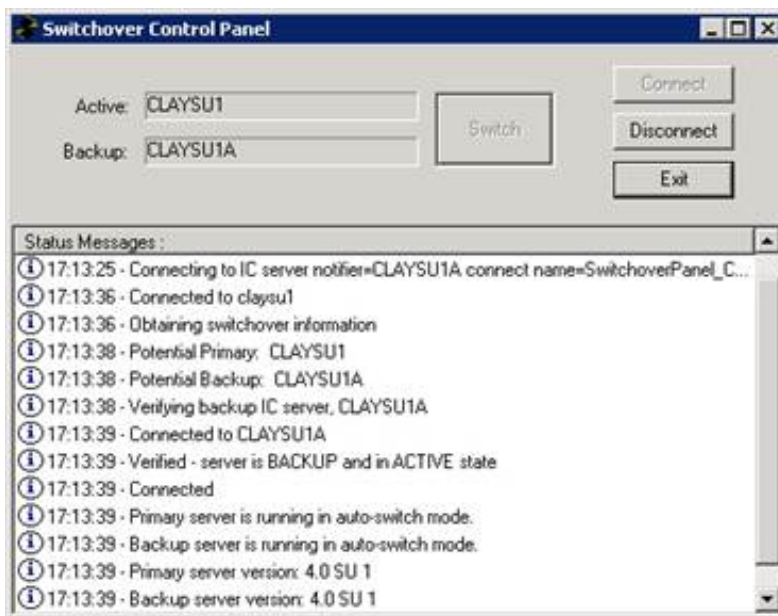 Switchover Control Panel
Active: CLAYSU1
Backup: CLAYSU1A
Switch
Connect
Disconnect
Exit
Status Messages :
17:13:25 - Connecting to IC server notifier=CLAYSU1A connect name=SwitchoverPanel_C...
17:13:36 - Connected to claysu1
17:13:36 - Obtaining switchover information
17:13:38 - Potential Primary:  CLAYSU1
17:13:38 - Potential Backup:  CLAYSU1A
17:13:38 - Verifying backup IC server, CLAYSU1A
17:13:39 - Connected to CLAYSU1A
17:13:39 - Verified - server is BACKUP and in ACTIVE state
17:13:39 - Connected
17:13:39 - Primary server is running in auto-switch mode.
17:13:39 - Backup server is running in auto-switch mode.
17:13:39 - Primary server version: 4.0 SU 1
17:13:39 - Backup server version: 4.0 SU 1